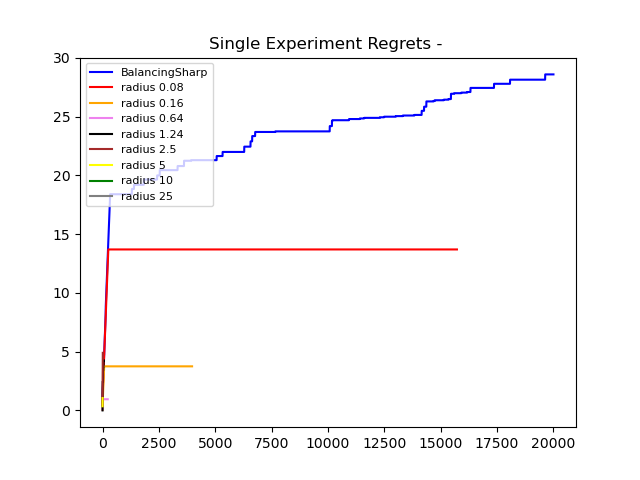 Single Experiment Regrets -
BalancingSharp
radius 0.08
radius 0.16
radius 0.64
radius 1.24
radius 2.5
radius 5
radius 10
radius 25
30
25
20
15
10
5
0
0 2500 5000 7500 10000 12500 15000 17500 20000